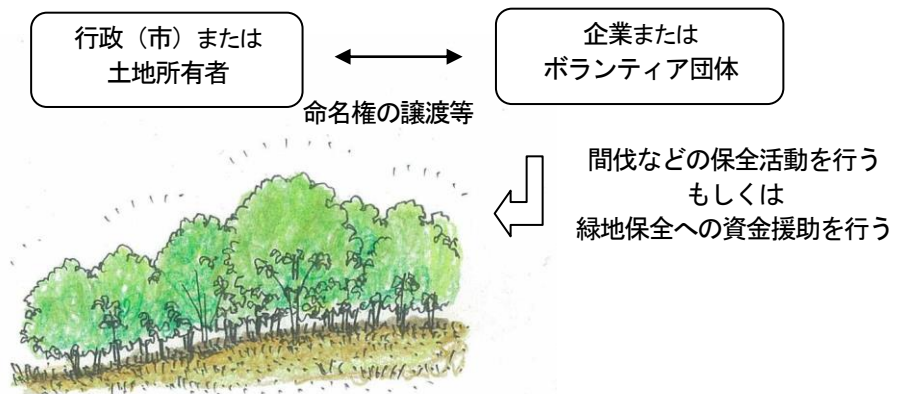 行政（市）または
土地所有者
企業または
ボランティア団体
命名権の譲渡等
間伐などの保全活動を行う
もしくは
緑地保全への資金援助を行う